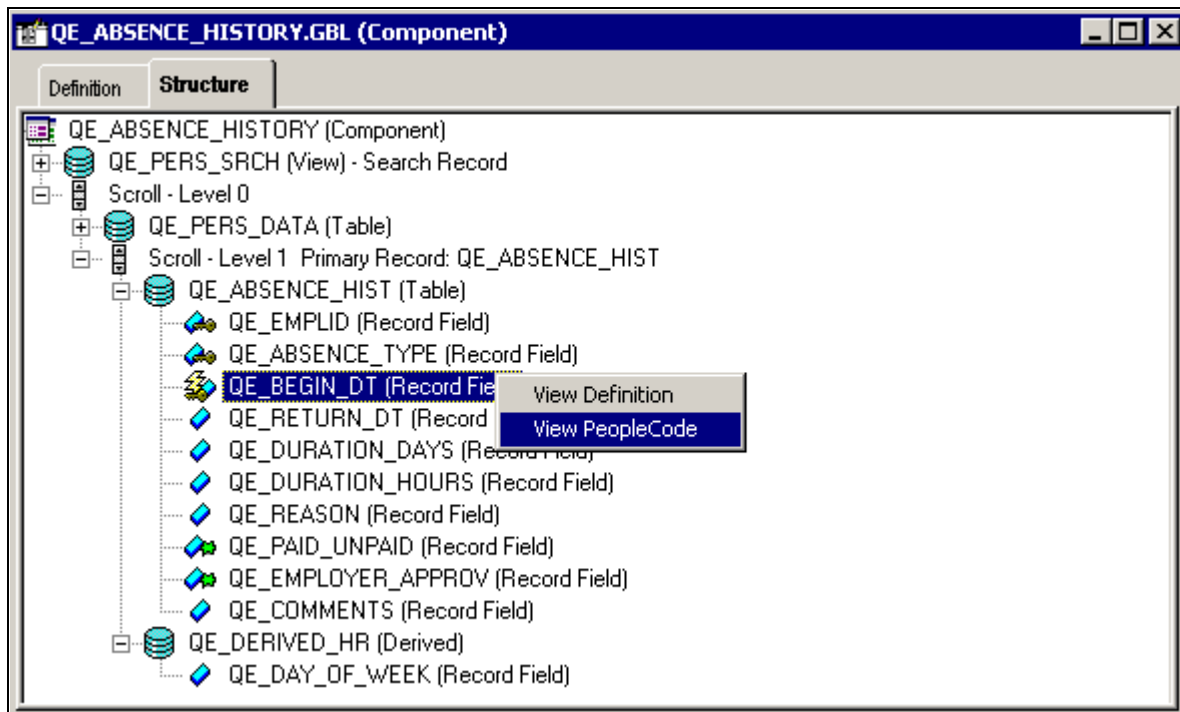 QE_ABSENCE_HISTORY.GBL (Component)
Definition Structure
QE_ABSENCE_HISTORY (Component)
QE_PERS_SRCH (View) - Search Record
Scroll - Level 0
QE_PERS_DATA (Table)
Scroll - Level 1 Primary Record: QE_ABSENCE_HIST
QE_ABSENCE_HIST (Table)
QE_EMPLID (Record Field)
QE_ABSENCE_TYPE (Record Field)
QE_BEGIN_DT (Record Fie
View Definition
QE_RETURN_DT (Record
View PeopleCode
QE_DURATION_DAYS (Record Field)
QE_DURATION_HOURS (Record Field)
QE_REASON (Record Field)
QE_PAID_UNPAID (Record Field)
QE_EMPLOYER_APPROV (Record Field)
QE_COMMENTS (Record Field)
QE_DERIVED_HR (Derived)
QE_DAY_OF_WEEK (Record Field)